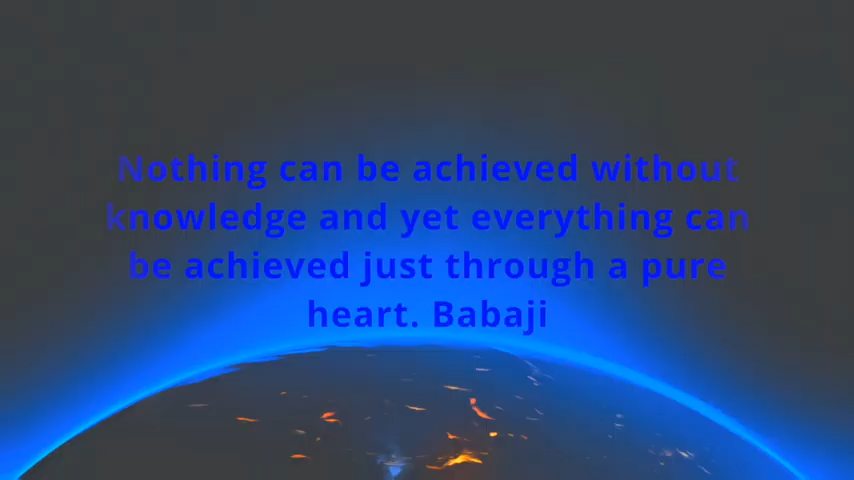 Nothing can be achieved without
knowledge and yet everything can
be achieved just through a pure
heart. Babaji